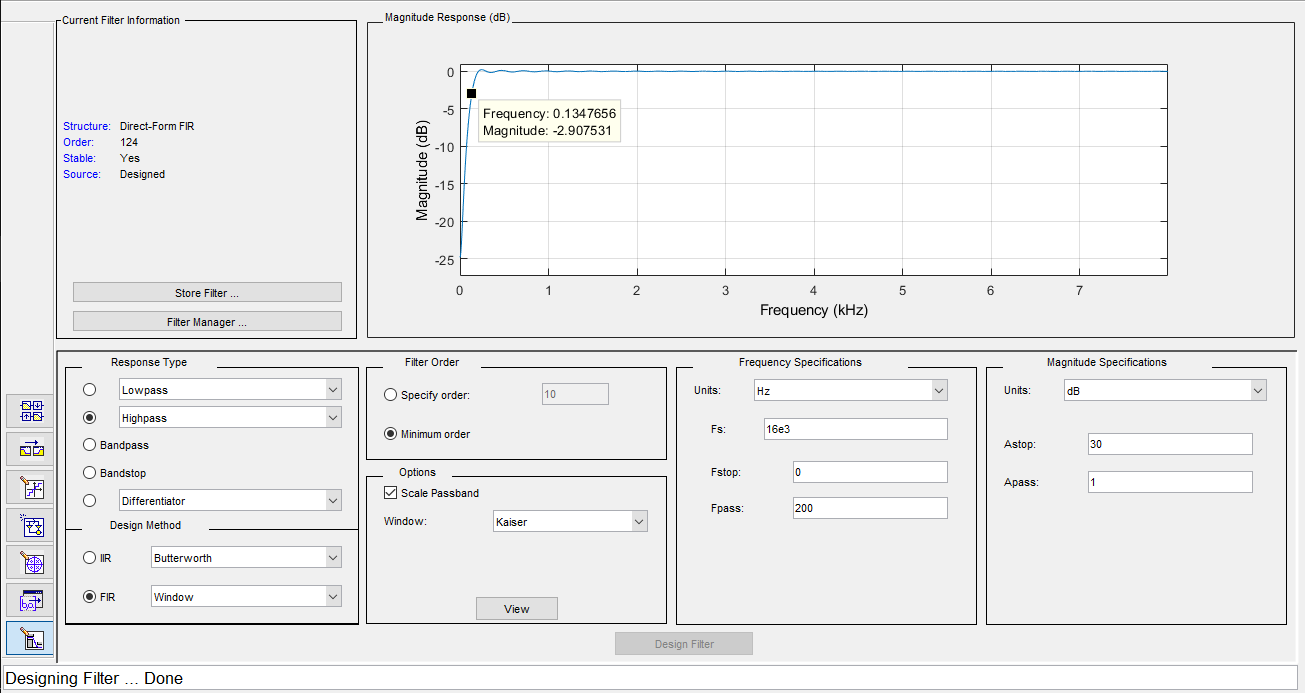 Current Filter Information
Structure: Direct-Form FIR
Order: 124
Stable: Yes
Source: Designed
Store Filter ...
Filter Manager ...
Magnitude Response (dB)
0
-5
-10
-15
-20
-25
Magnitude (dB)
Frequency: 0.1347656
Magnitude: -2.907531
0 1 2 3 4 5 6 7
Frequency (kHz)
Response Type
Lowpass
Highpass
Bandpass
Bandstop
Differentiator
Design Method
IIR Butterworth
FIR Window
Filter Order
Specify order: 10
Minimum order
Options
Scale Passband
Window: Kaiser
View
Frequency Specifications
Units: Hz
Fs: 16e3
Fstop: 0
Fpass: 200
Magnitude Specifications
Units: dB
Astop: 30
Apass: 1
Design Filter
Designing Filter ... Done